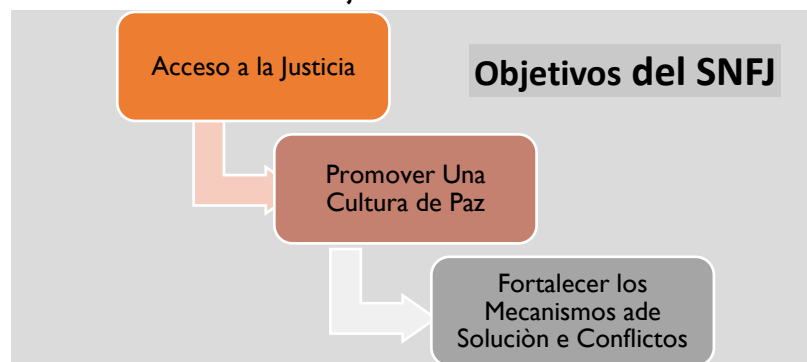 Acceso a la Justicia
Objetivos del SNFJ
Promover Una
Cultura de Paz
Fortalecer los
Mecanismos ade
Soluciòn e Conflictos